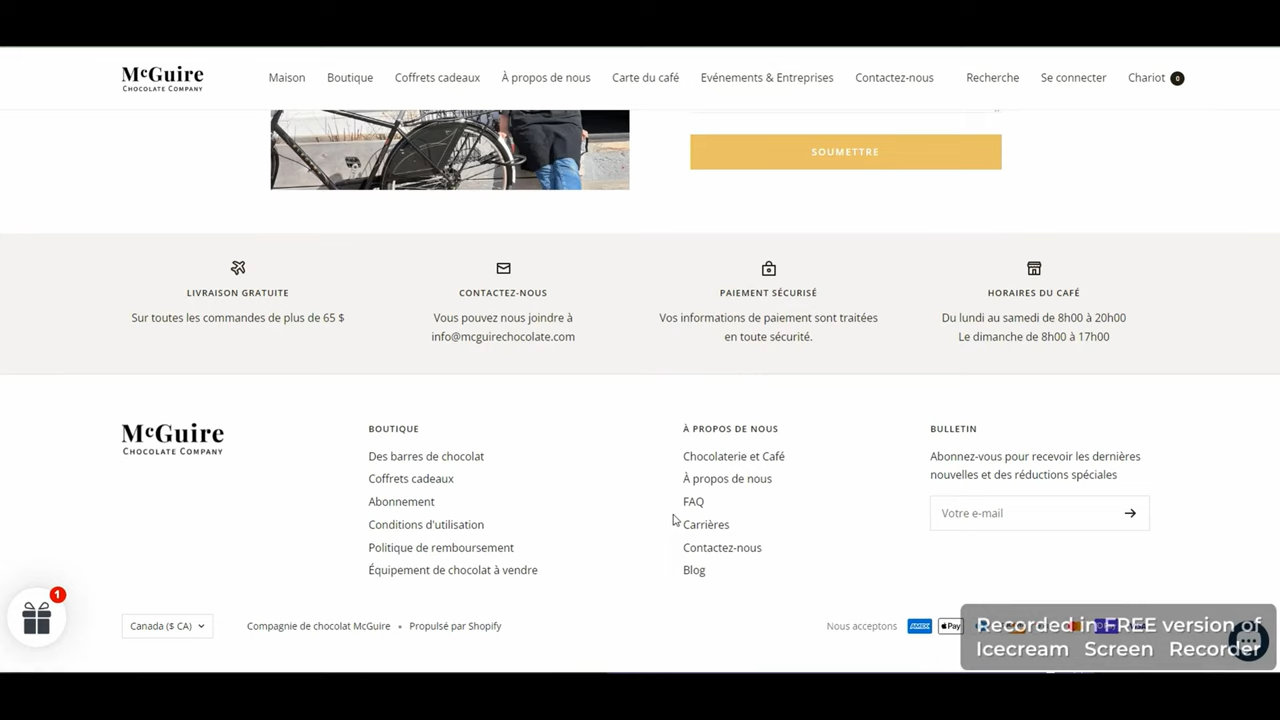 McGuire
CHOCOLATE COMPANY
Maison
Boutique
Coffrets cadeaux
À propos de nous
Carte du café
Evénements & Entreprises
Contactez-nous
Recherche
Se connecter
Chariot 0
SOUMETTRE
LIVRAISON GRATUITE
Sur toutes les commandes de plus de 65 $
CONTACTEZ-NOUS
Vous pouvez nous joindre à
info@mcguirechocolate.com
PAIEMENT SÉCURISÉ
Vos informations de paiement sont traitées
en toute sécurité.
HORAIRES DU CAFÉ
Du lundi au samedi de 8h00 à 20h00
Le dimanche de 8h00 à 17h00
McGuire
CHOCOLATE COMPANY
BOUTIQUE
Des barres de chocolat
Coffrets cadeaux
Abonnement
Conditions d'utilisation
Politique de remboursement
Équipement de chocolat à vendre
À PROPOS DE NOUS
Chocolaterie et Café
À propos de nous
FAQ
Carrières
Contactez-nous
Blog
BULLETIN
Abonnez-vous pour recevoir les dernières
nouvelles et des réductions spéciales
Votre e-mail
1
Canada ($ CA)
Compagnie de chocolat McGuire • Propulsé par Shopify
Nous acceptons
AMEX
Pay
Recorded in FREE version of
Icecream Screen Recorder